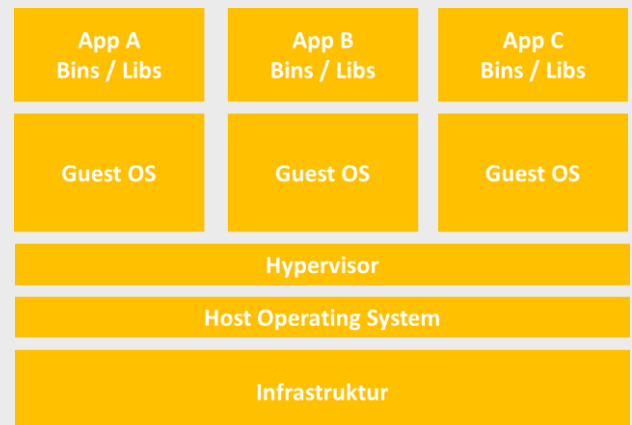 App A
Bins / Libs
App B
Bins / Libs
App C
Bins / Libs
Guest OS
Guest OS
Guest OS
Hypervisor
Host Operating System
Infrastruktur